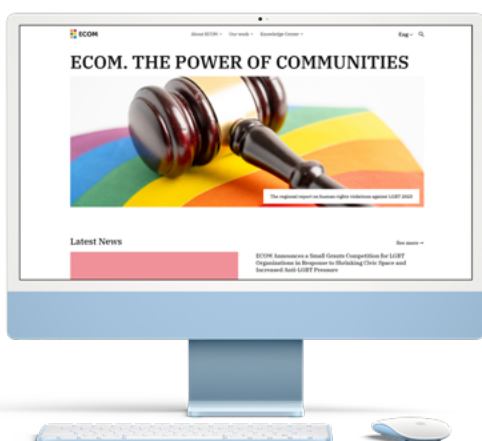 ECOM
About ECOM
Our work
Knowledge Center
Eng
ECOM. THE POWER OF COMMUNITIES
The regional report on human rights violations against LGBT 2023
Latest News
See more →
ECOM Announces a Small Grants Competition for LGBT
Organizations in Response to Shrinking Civic Space and
Increased Anti-LGBT Pressure